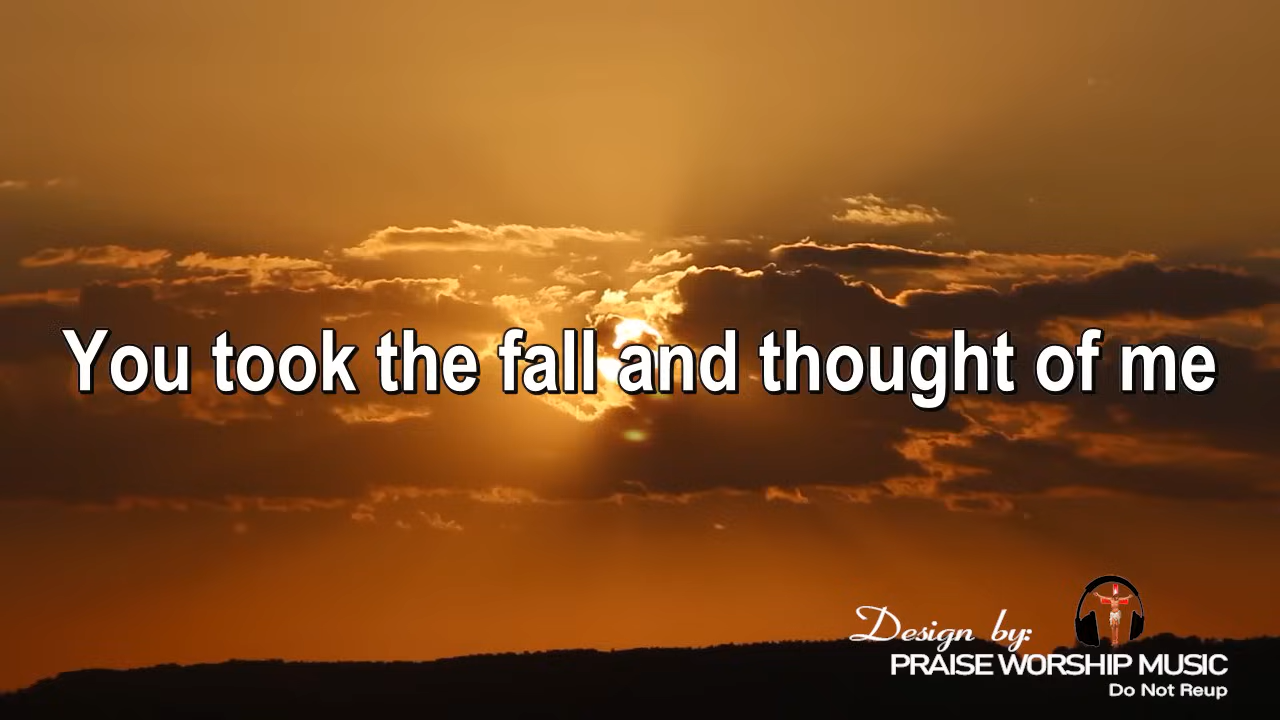 You took the fall and thought of me
Design by:
PRAISE WORSHIP MUSIC
Do Not Reup